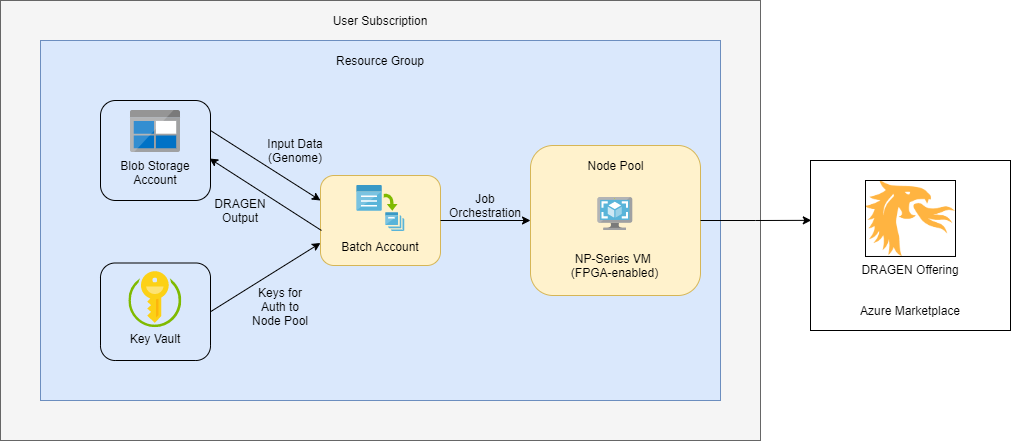 User Subscription
Resource Group
Blob Storage
Account
Input Data
(Genome)
DRAGEN
Output
Batch Account
Keys for
Auth to
Node Pool
Key Vault
Job
Orchestration
Node Pool
NP-Series VM
(FPGA-enabled)
DRAGEN Offering
Azure Marketplace